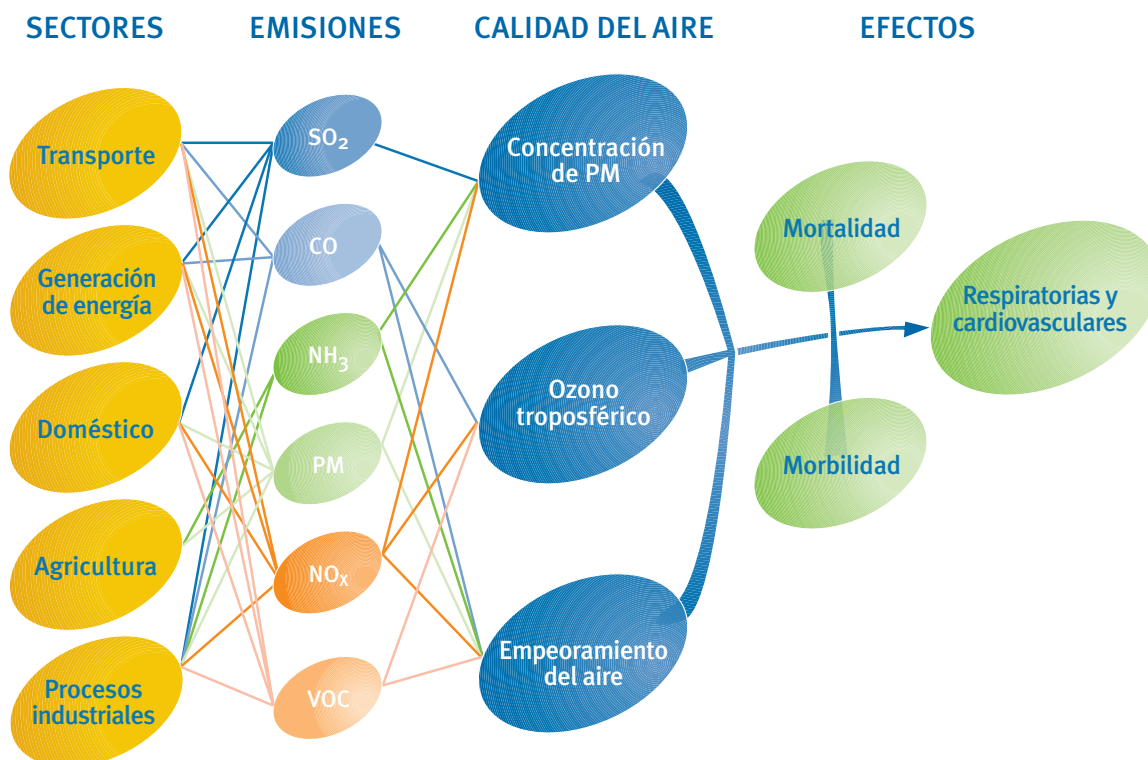 SECTORES
EMISIONES
CALIDAD DEL AIRE
EFECTOS
Transporte
Generación
de energía
Doméstico
Agricultura
Procesos
industriales
SO₂
CO
NH₃
PM
NOₓ
VOC
Concentración
de PM
Ozono
troposférico
Empeoramiento
del aire
Mortalidad
Morbilidad
Respiratorias y
cardiovasculares